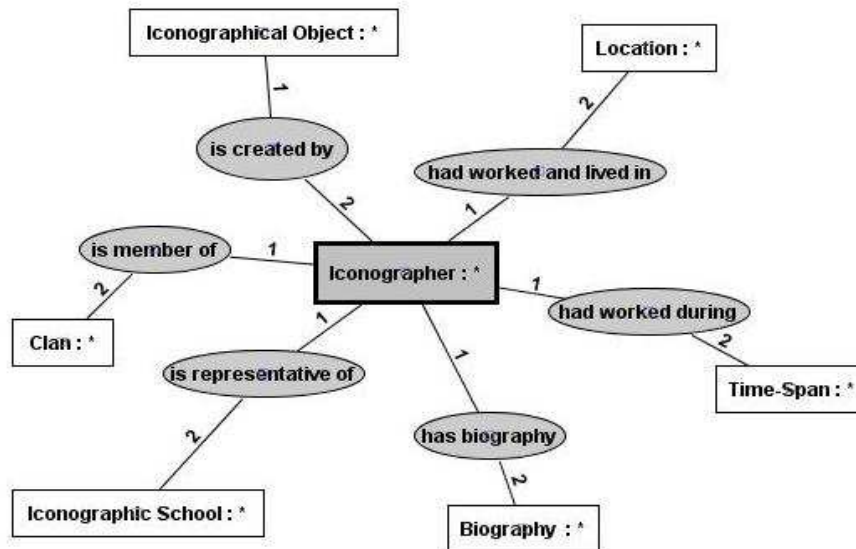 Iconographical Object : *
Location : *
1
2
is created by
had worked and lived in
2
1
is member of
1
Iconographer : *
1
had worked during
2
2
Clan : *
1
is representative of
1
Time-Span : *
2
has biography
2
Iconographic School : *
Biography : *